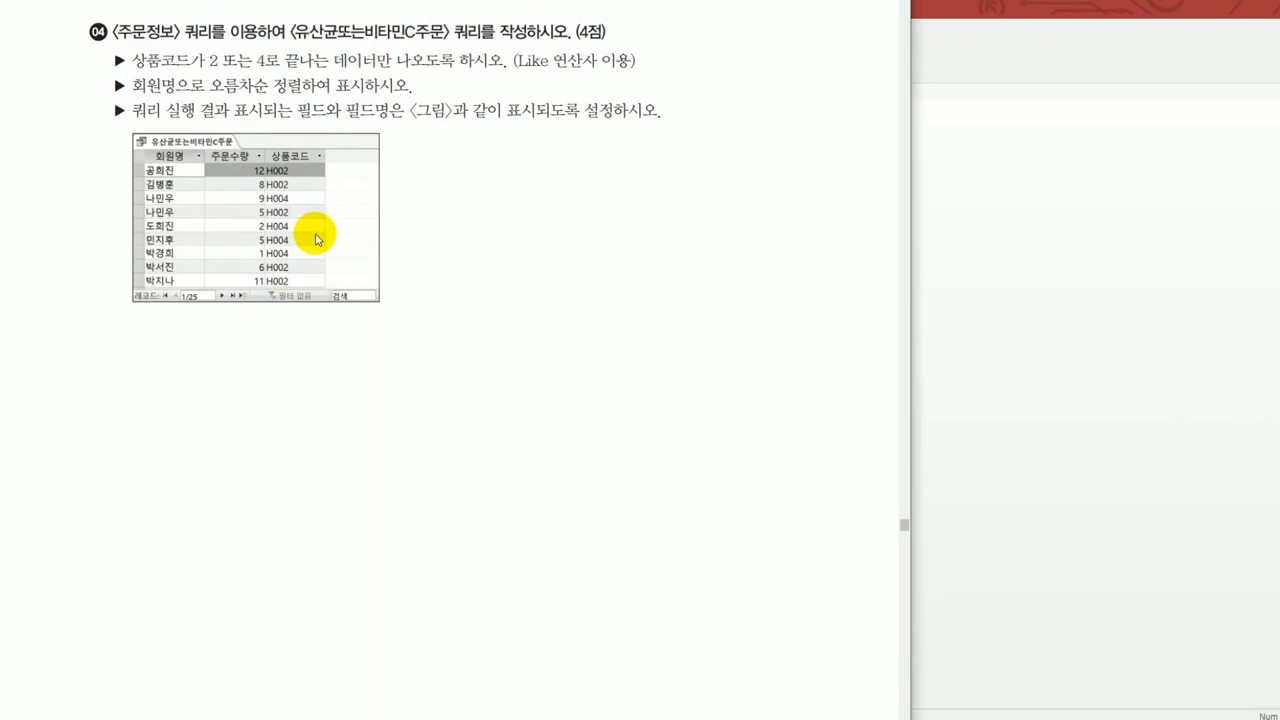 04 〈주문정보〉 쿼리를 이용하여 〈유산균또는비타민C주문〉 쿼리를 작성하시오. (4점)
▶ 상품코드가 2 또는 4로 끝나는 데이터만 나오도록 하시오. (Like 연산사 이용)
▶ 회원명으로 오름차순 정렬하여 표시하시오.
▶ 쿼리 실행 결과 표시되는 필드와 필드명은 〈그림〉과 같이 표시되도록 설정하시오.
유산균또는비타민C주문
회원명 주문수량 상품코드
공희진 12 H002
김병훈 8 H002
나민우 9 H004
나민우 5 H002
도희진 2 H004
민지후 5 H004
박경희 1 H004
박서진 6 H002
박지나 11 H002
레코드: 1/25 필터 없음 검색
Num